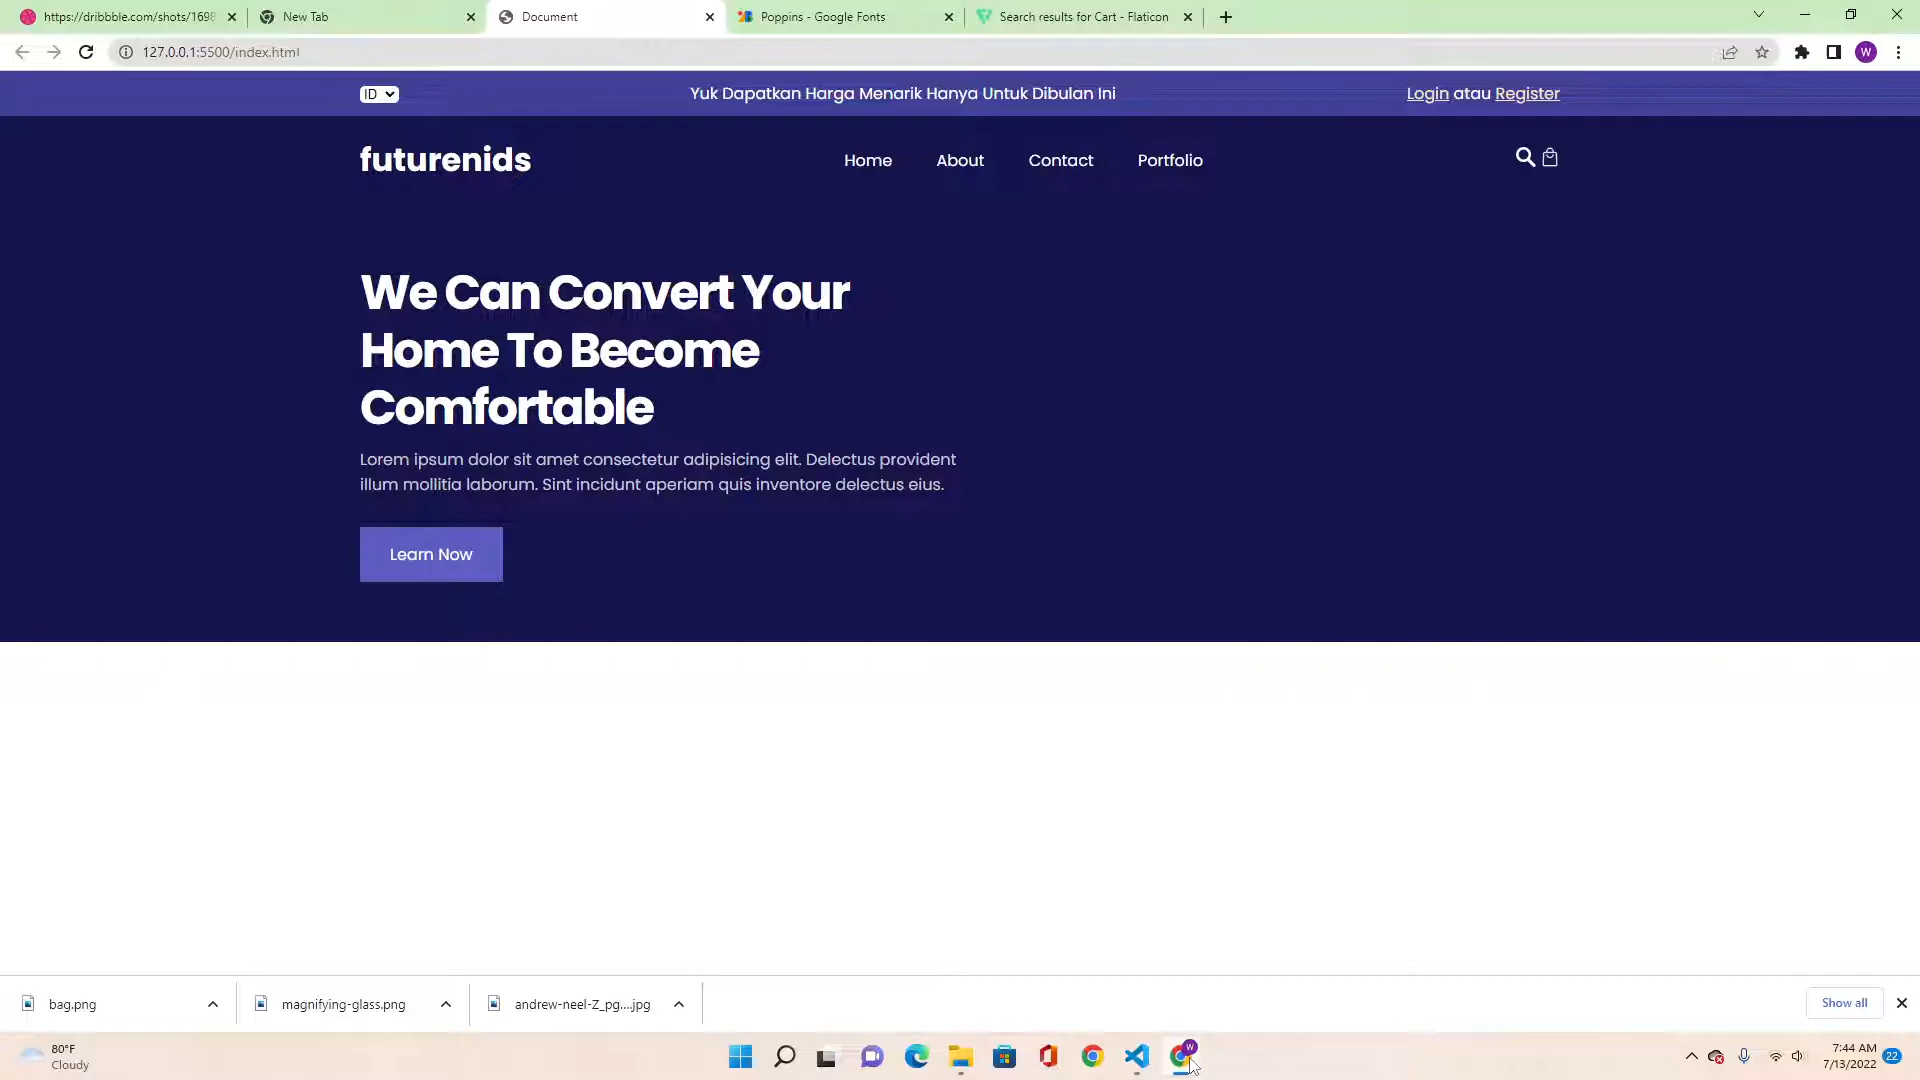 https://dribbble.com/shots/1698
New Tab
Document
Poppins - Google Fonts
Search results for Cart - Flaticon
127.0.0.1:5500/index.html
W
ID
Yuk Dapatkan Harga Menarik Hanya Untuk Dibulan Ini
Login atau Register
futurenids
Home
About
Contact
Portfolio
We Can Convert Your
Home To Become
Comfortable
Lorem ipsum dolor sit amet consectetur adipisicing elit. Delectus provident
illum mollitia laborum. Sint incidunt aperiam quis inventore delectus eius.
Learn Now
bag.png
magnifying-glass.png
andrew-neel-Z_pg....jpg
Show all
80°F
Cloudy
W
7:44 AM
7/13/2022
22